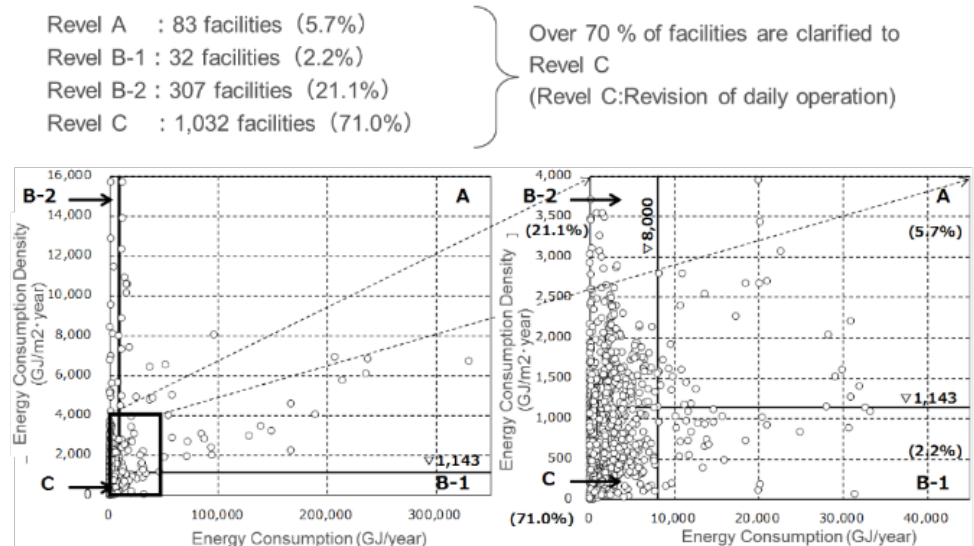 Revel A : 83 facilities (5.7%)
Revel B-1 : 32 facilities (2.2%)
Revel B-2 : 307 facilities (21.1%)
Revel C : 1,032 facilities (71.0%)
Over 70 % of facilities are clarified to
Revel C
(Revel C:Revision of daily operation)
B-2
A
16,000
14,000
12,000
10,000
8,000
6,000
4,000
2,000
0
Energy Consumption Density
(GJ/m2･year)
▽1,143
C
B-1
0
100,000
200,000
300,000
Energy Consumption (GJ/year)
B-2
(21.1%)
▽8,000
A
(5.7%)
4,000
3,500
3,000
2,500
2,000
1,500
1,000
500
0
Energy Consumption Density
(GJ/m2･year)
▽1,143
(2.2%)
C
B-1
(71.0%)
0
10,000
20,000
30,000
40,000
Energy Consumption (GJ/year)